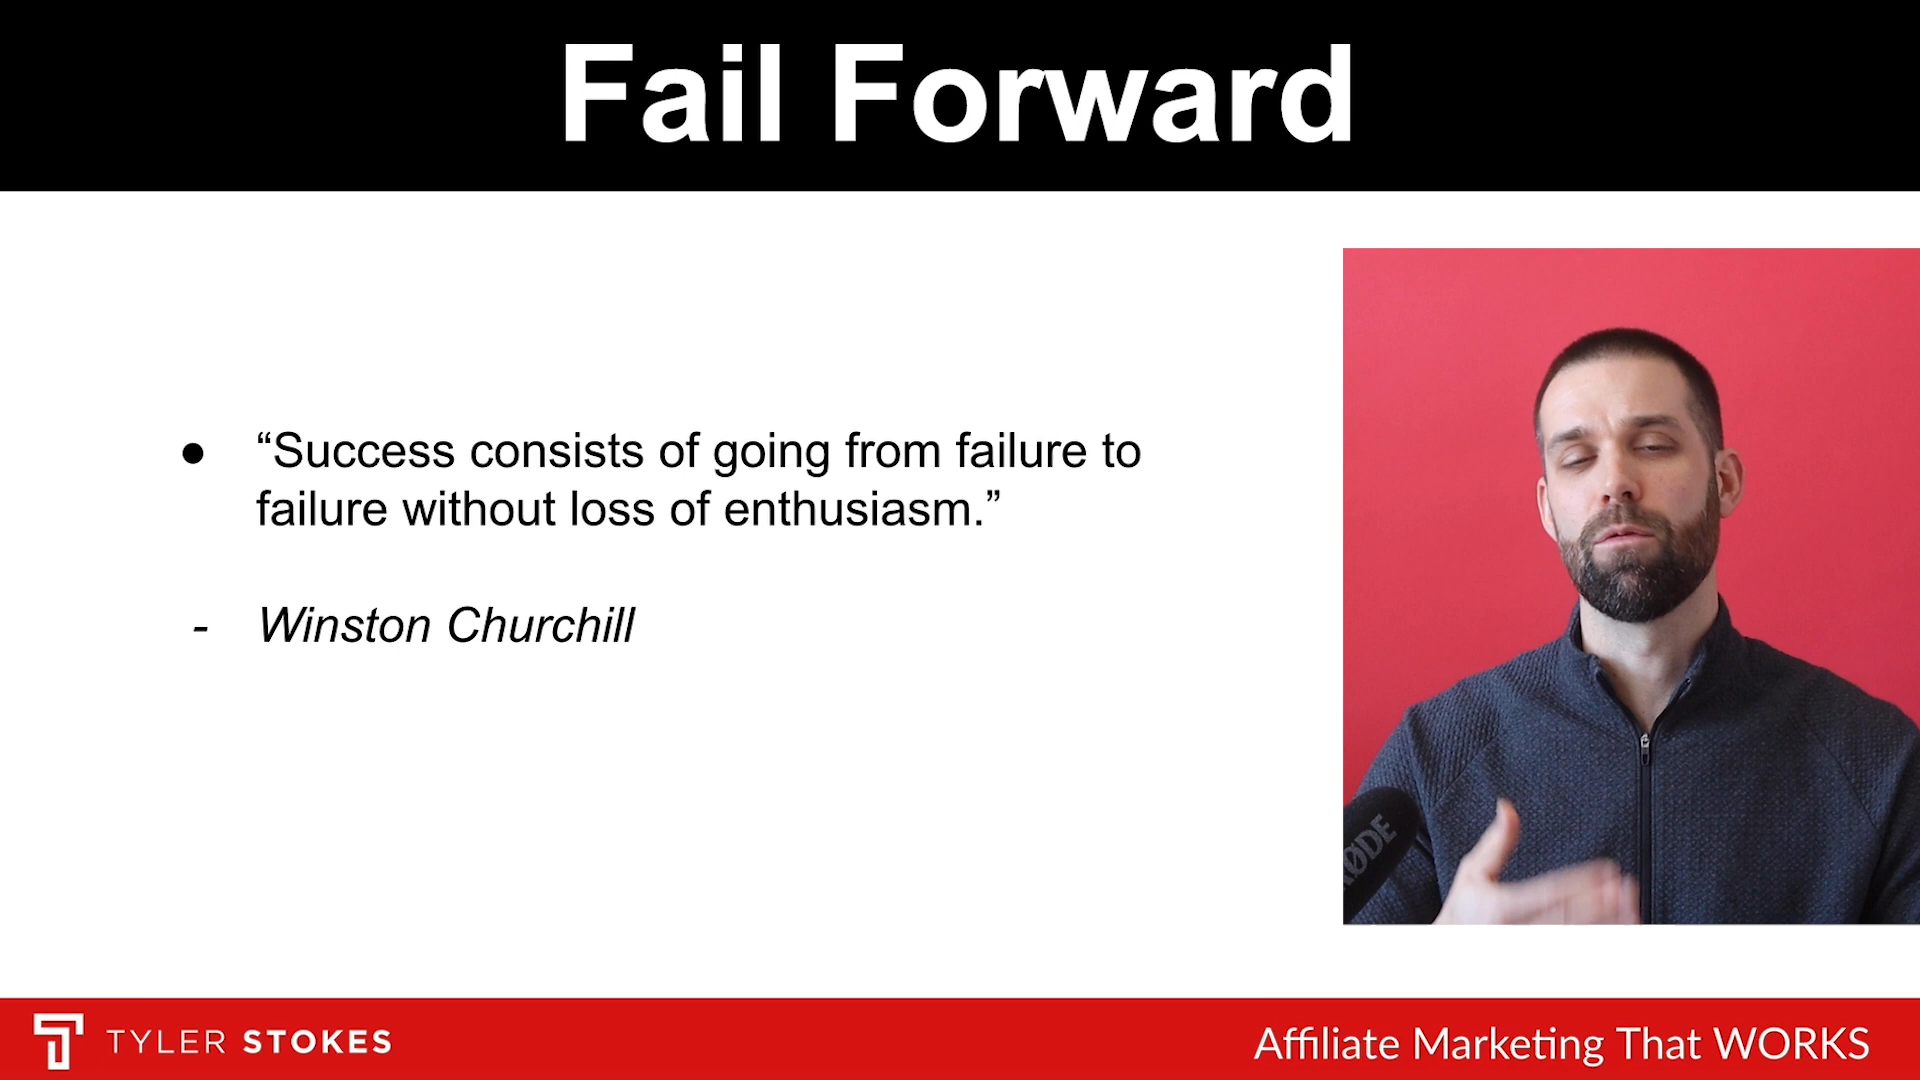 Fail Forward
● “Success consists of going from failure to
failure without loss of enthusiasm.”
- Winston Churchill
RØDE
TYLER STOKES
Affiliate Marketing That WORKS